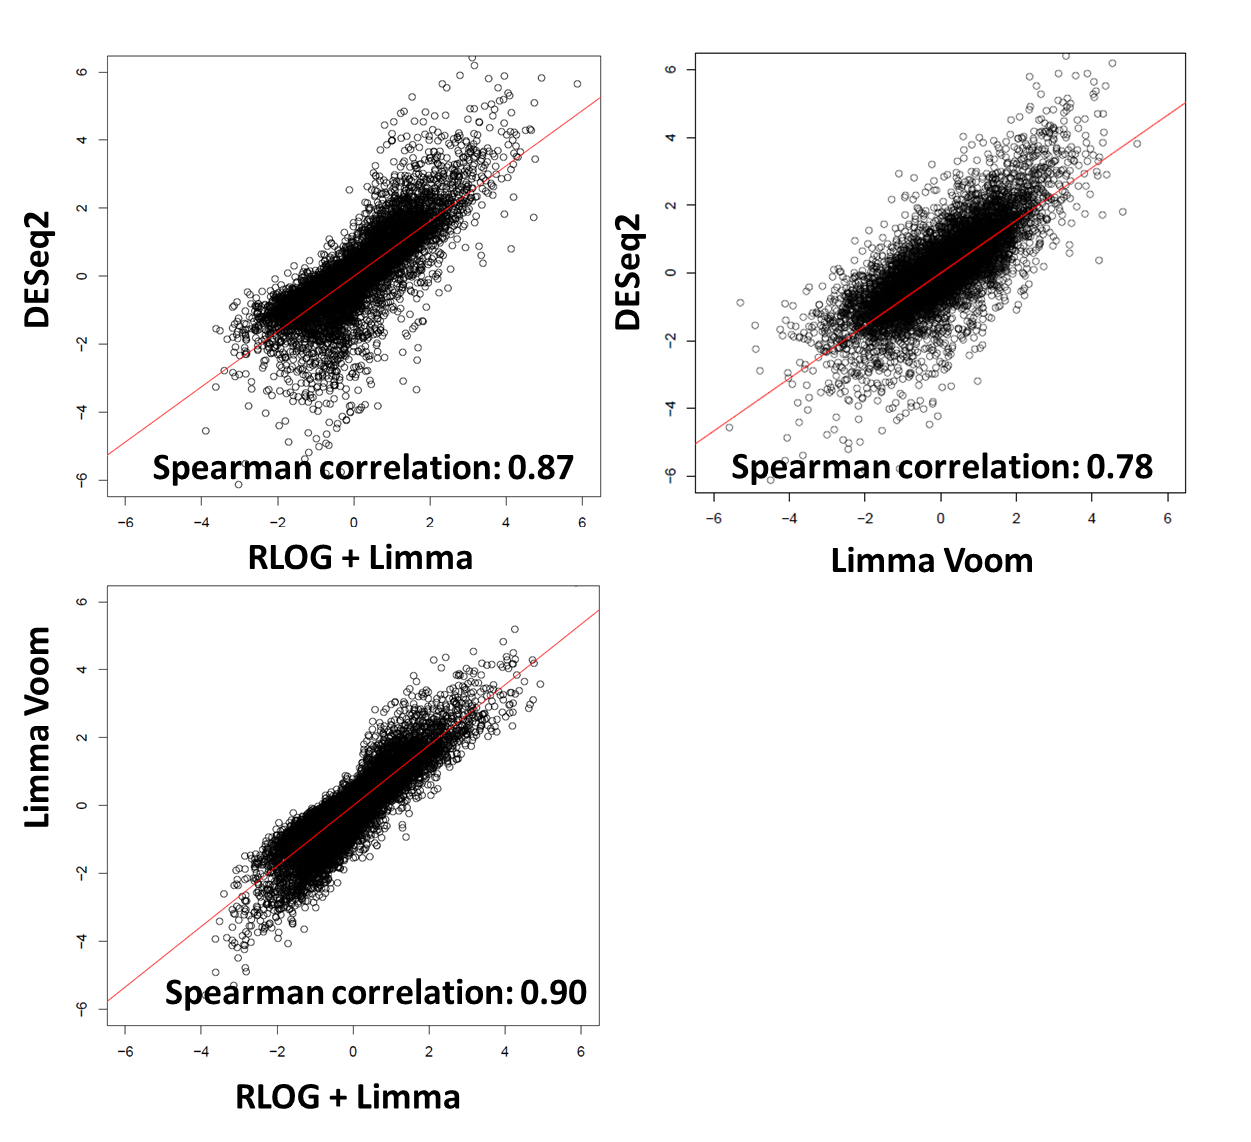 DESeq2
6
4
2
0
−2
−4
−6
Spearman correlation: 0.87
−6 −4 −2 0 2 4 6
RLOG + Limma
DESeq2
6
4
2
0
−2
−4
−6
Spearman correlation: 0.78
−6 −4 −2 0 2 4 6
Limma Voom
Limma Voom
6
4
2
0
−2
−4
−6
Spearman correlation: 0.90
−6 −4 −2 0 2 4 6
RLOG + Limma